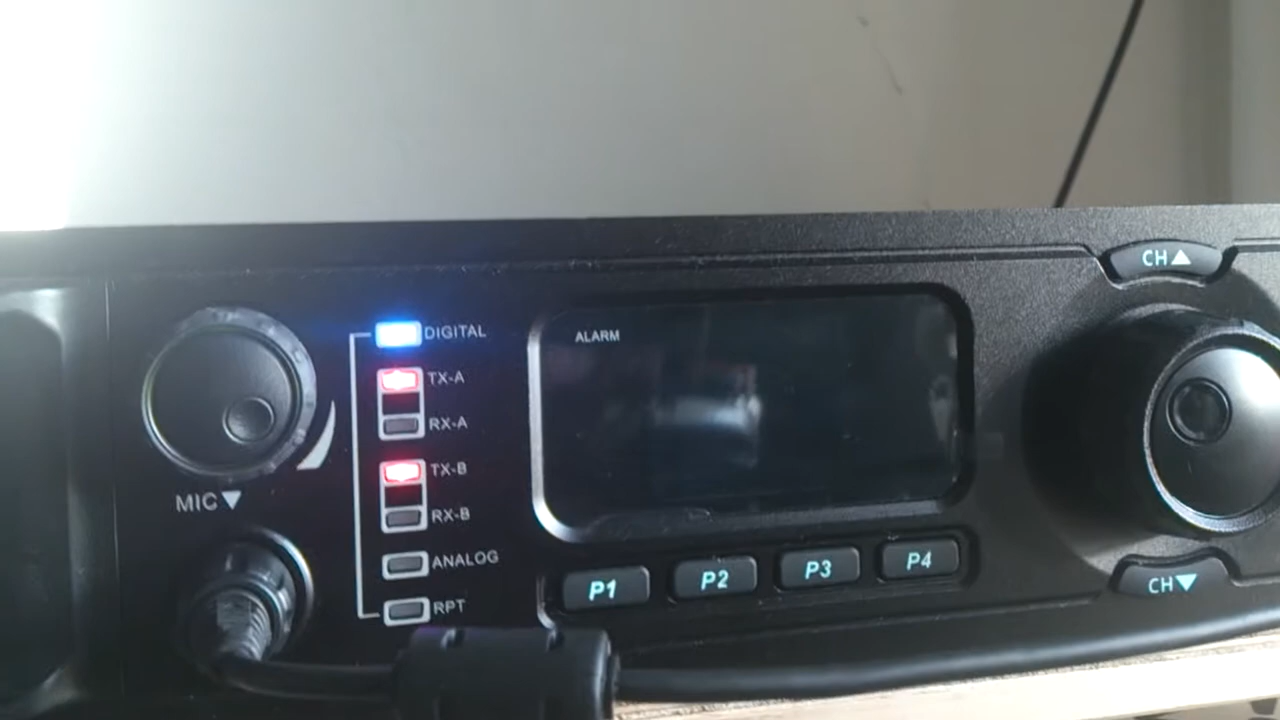 CH▲
DIGITAL
ALARM
TX-A
RX-A
TX-B
MIC▼
RX-B
ANALOG
P1 P2 P3 P4
CH▼
RPT